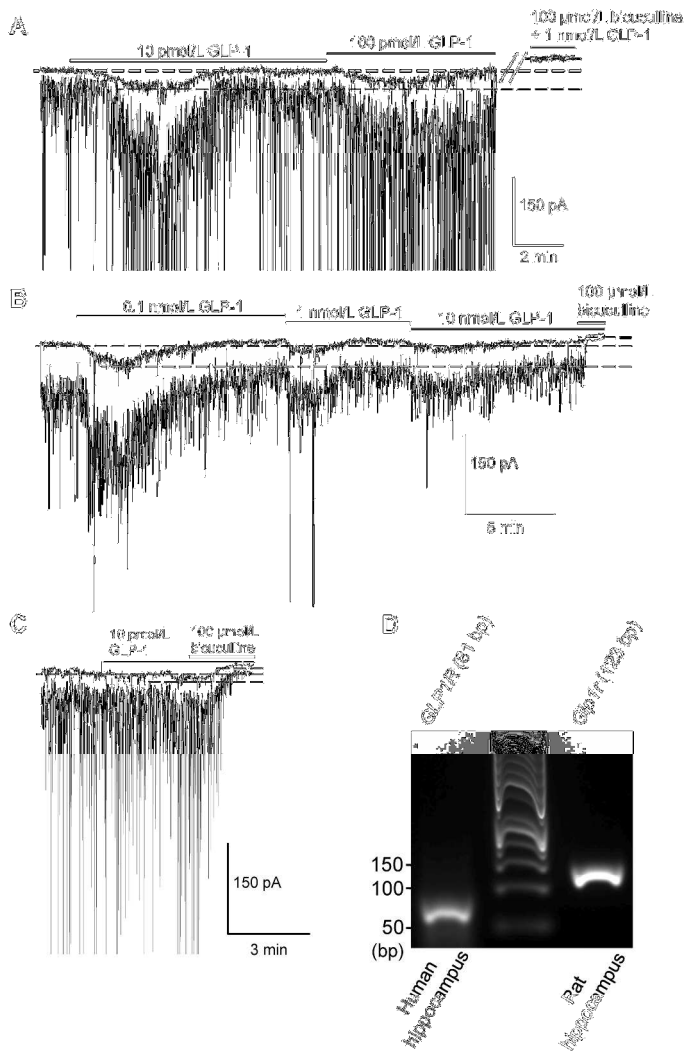 A
10 pmol/L GLP-1
100 pmol/L GLP-1
100 µmol/L bicuculline
+ 1 nmol/L GLP-1
150 pA
2 min
B
0.1 nmol/L GLP-1
1 nmol/L GLP-1
10 nmol/L GLP-1
100 µmol/L
bicuculline
150 pA
5 min
C
10 pmol/L
GLP-1
100 µmol/L
bicuculline
150 pA
3 min
D
GLP1R (61 bp)
Glp1r (123 bp)
150
100
50
(bp)
Human
hippocampus
Rat
hippocampus